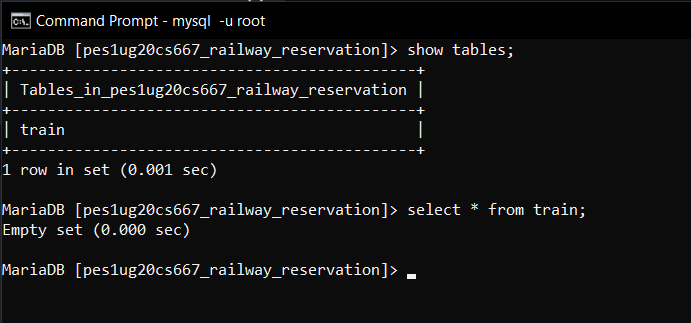 Command Prompt - mysql  -u root
MariaDB [pes1ug20cs667_railway_reservation]> show tables;
+---------------------------------------------+
| Tables_in_pes1ug20cs667_railway_reservation |
+---------------------------------------------+
| train                                       |
+---------------------------------------------+
1 row in set (0.001 sec)
MariaDB [pes1ug20cs667_railway_reservation]> select * from train;
Empty set (0.000 sec)
MariaDB [pes1ug20cs667_railway_reservation]>